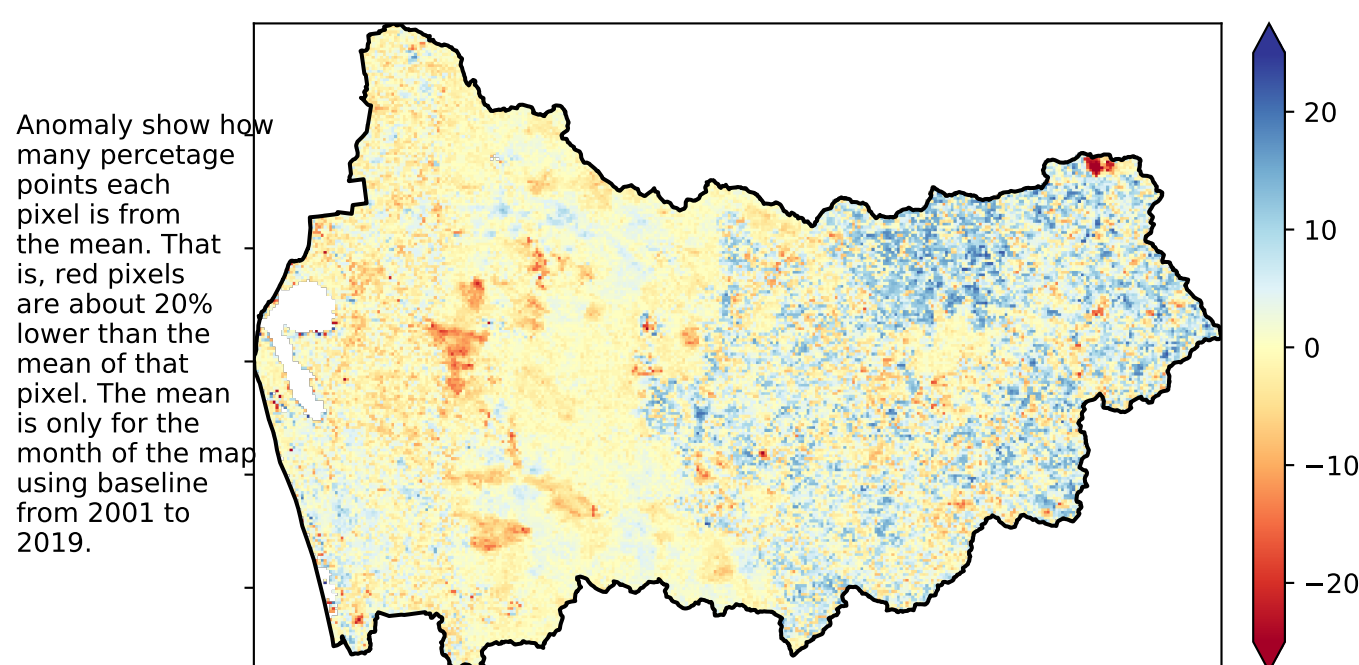 Anomaly show how
many percetage
points each
pixel is from
the mean. That
is, red pixels
are about 20%
lower than the
mean of that
pixel. The mean
is only for the
month of the map
using baseline
from 2001 to
2019.
20
10
0
−10
−20